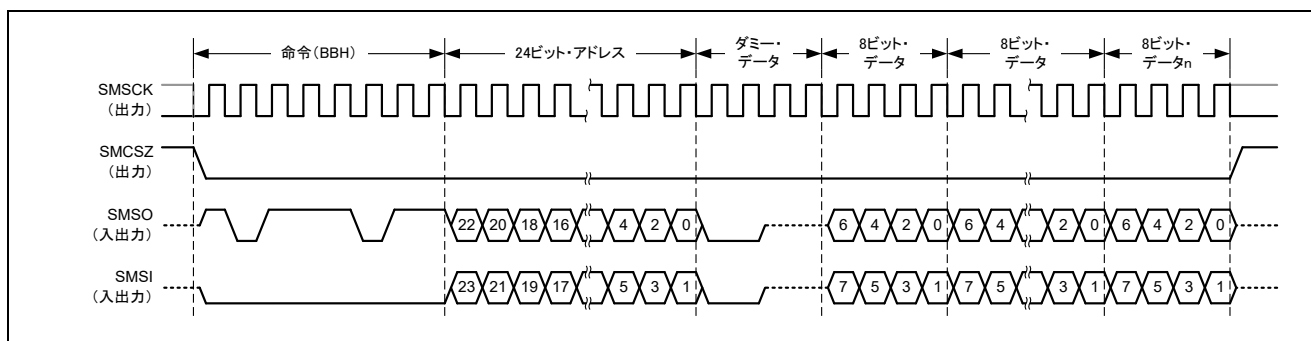 命令（BBH）
24ビット・アドレス
ダミー・
データ
8ビット・
データ
8ビット・
データ
8ビット・
データn
SMSCK
（出力）
SMCSZ
（出力）
SMSO
（入出力）
22 20 18 16 4 2 0 6 4 2 0 6 4 2 0 6 4 2 0
SMSI
（入出力）
23 21 19 17 5 3 1 7 5 3 1 7 5 3 1 7 5 3 1